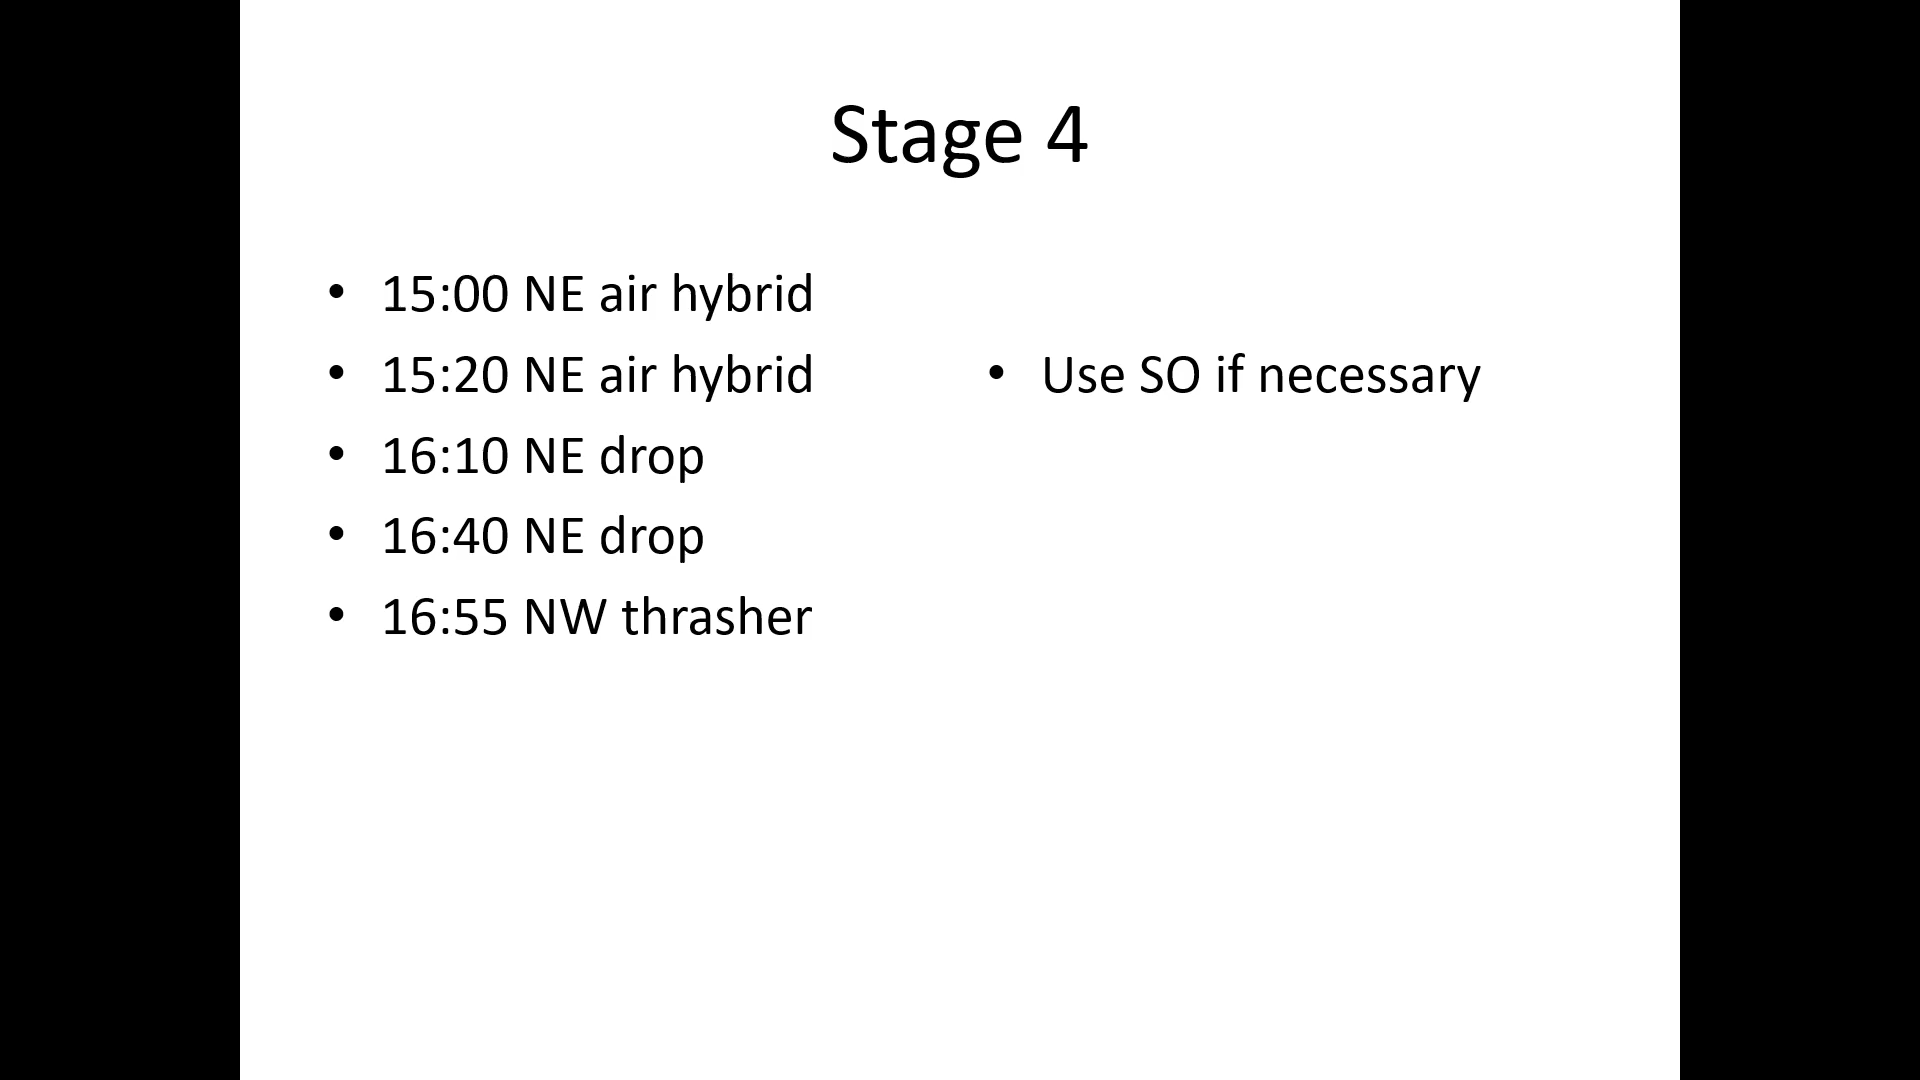 Stage 4
• 15:00 NE air hybrid
• 15:20 NE air hybrid
• Use SO if necessary
• 16:10 NE drop
• 16:40 NE drop
• 16:55 NW thrasher